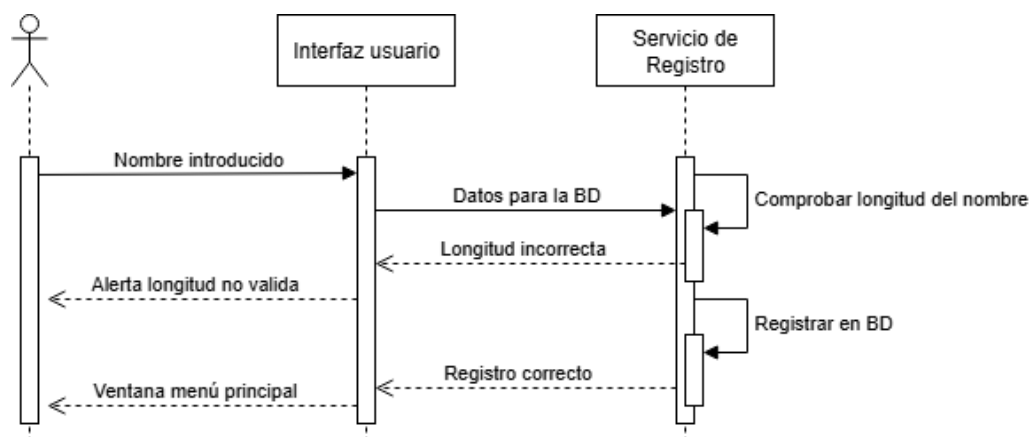 Interfaz usuario
Servicio de
Registro
Nombre introducido
Datos para la BD
Comprobar longitud del nombre
Longitud incorrecta
Alerta longitud no valida
Registrar en BD
Registro correcto
Ventana menú principal